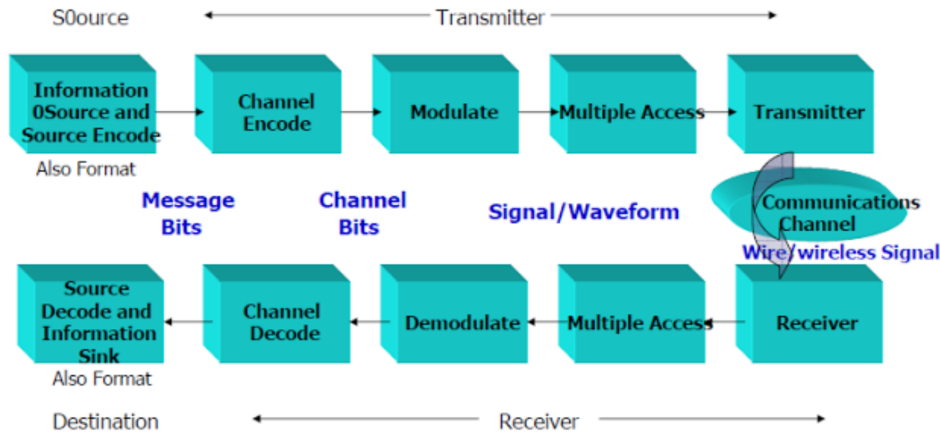 S0ource
Transmitter
Information
0Source and
Source Encode
Channel
Encode
Modulate
Multiple Access
Transmitter
Also Format
Message
Bits
Channel
Bits
Signal/Waveform
Communications
Channel
Wire/wireless Signal
Source
Decode and
Information
Sink
Channel
Decode
Demodulate
Multiple Access
Receiver
Also Format
Destination
Receiver